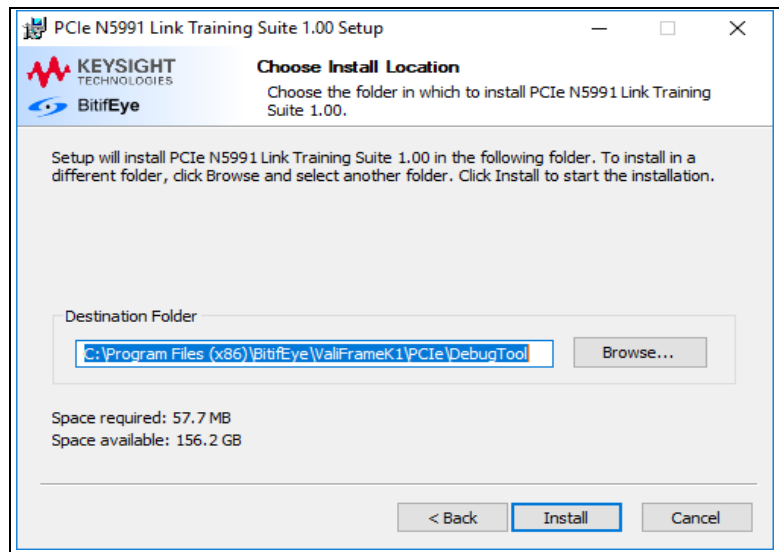 PCIe N5991 Link Training Suite 1.00 Setup
KEYSIGHT
TECHNOLOGIES
BitifEye
Choose Install Location
Choose the folder in which to install PCIe N5991 Link Training
Suite 1.00.
Setup will install PCIe N5991 Link Training Suite 1.00 in the following folder. To install in a
different folder, click Browse and select another folder. Click Install to start the installation.
Destination Folder
C:\Program Files (x86)\BitifEye\ValiFrameK1\PCIe\DebugTool
Browse...
Space required: 57.7 MB
Space available: 156.2 GB
< Back
Install
Cancel